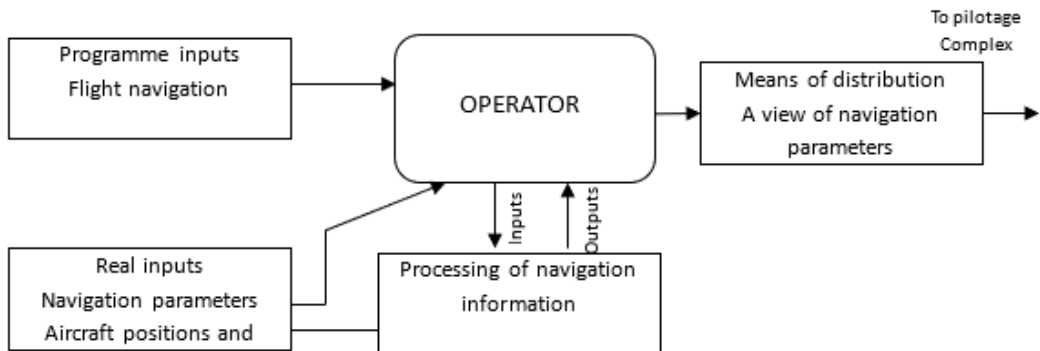 To pilotage
Complex
Programme inputs
Flight navigation
OPERATOR
Means of distribution
A view of navigation
parameters
Inputs
Outputs
Real inputs
Navigation parameters
Aircraft positions and
Processing of navigation
information